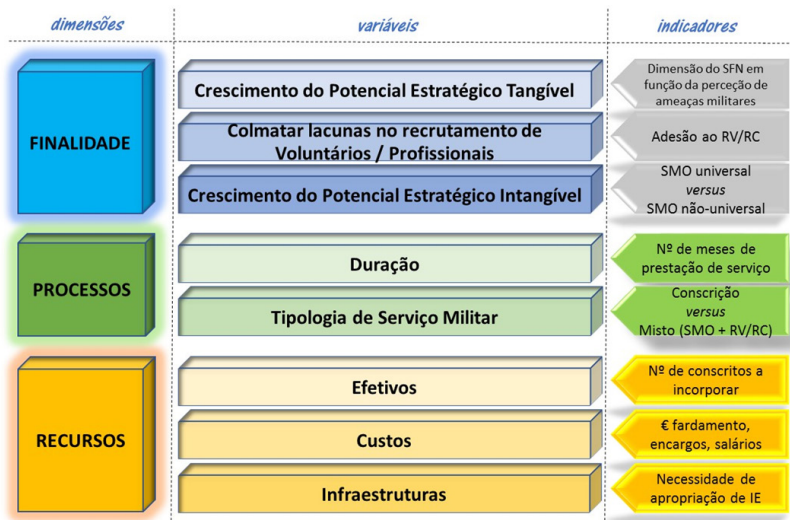 dimensões
variáveis
indicadores
FINALIDADE
Crescimento do Potencial Estratégico Tangível
Dimensão do SFN em
função da perceção de
ameaças militares
Colmatar lacunas no recrutamento de
Voluntários / Profissionais
Adesão ao RV/RC
Crescimento do Potencial Estratégico Intangível
SMO universal
versus
SMO não-universal
PROCESSOS
Duração
Nº de meses de
prestação de serviço
Tipologia de Serviço Militar
Conscrição
versus
Misto (SMO + RV/RC)
RECURSOS
Efetivos
Nº de conscritos a
incorporar
Custos
€ fardamento,
encargos, salários
Infraestruturas
Necessidade de
apropriação de IE